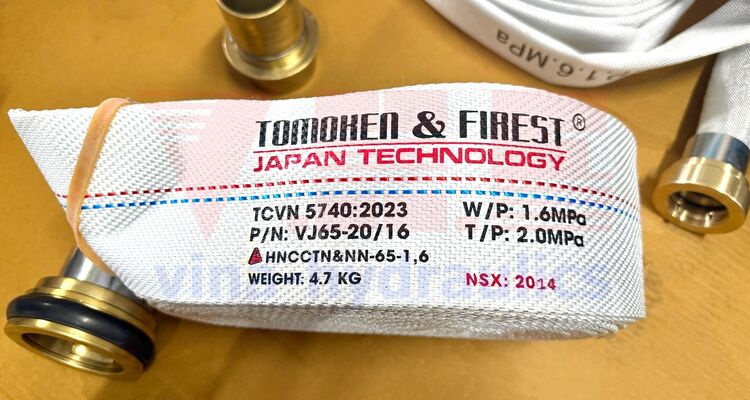 2.1.6.MPa
TOMOKEN & FIREST®
JAPAN TECHNOLOGY
TCVN 5740:2023
W/P: 1.6MPa
P/N: VJ65-20/16
T/P: 2.0MPa
HNCCTN&NN-65-1,6
WEIGHT: 4.7 KG
NSX: 2014
vinahydraulics